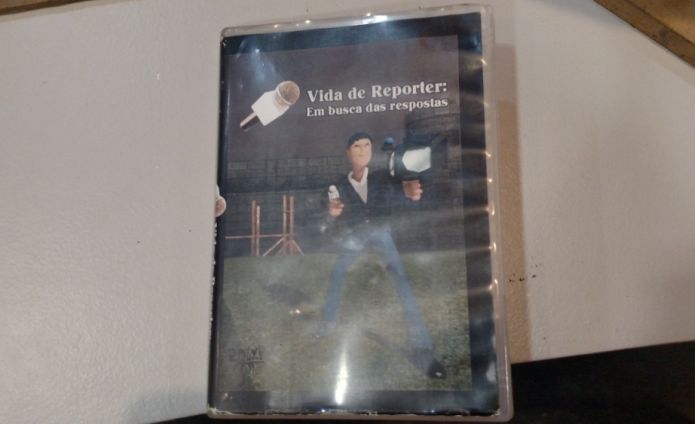 Vida de Reporter:
Em busca das respostas